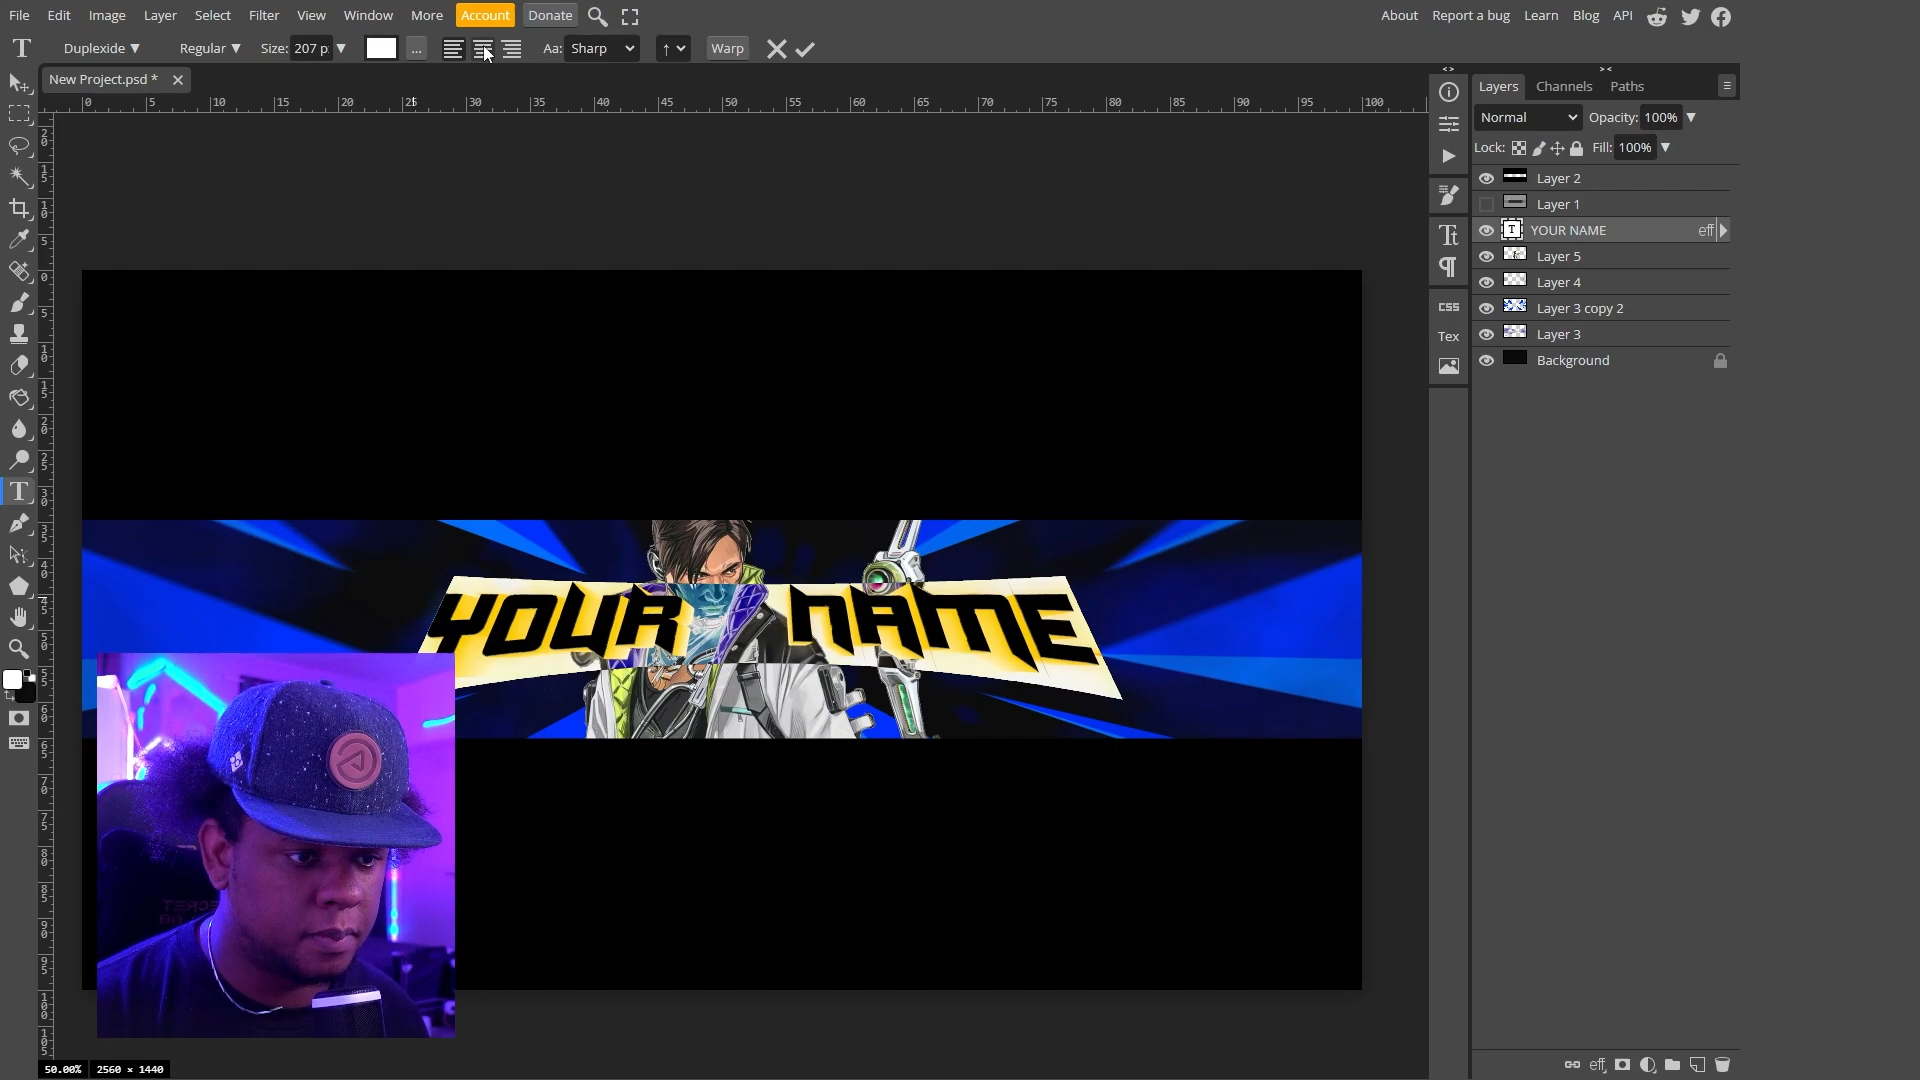 File Edit Image Layer Select Filter View Window More Account Donate About Report a bug Learn Blog API
T Duplexide ▼ Regular ▼ Size: 207 p ▼ ... Aa: Sharp ↑ Warp
New Project.psd *
0 5 10 15 20 25 30 35 40 45 50 55 60 65 70 75 80 85 90 95 100
Layers Channels Paths
Normal Opacity: 100% ▼
Lock: Fill: 100% ▼
Layer 2
Layer 1
T YOUR NAME eff
Layer 5
Layer 4
Layer 3 copy 2
Layer 3
Background
CSS
Tex
YOUR NAME
eff
50.00% 2560 × 1440